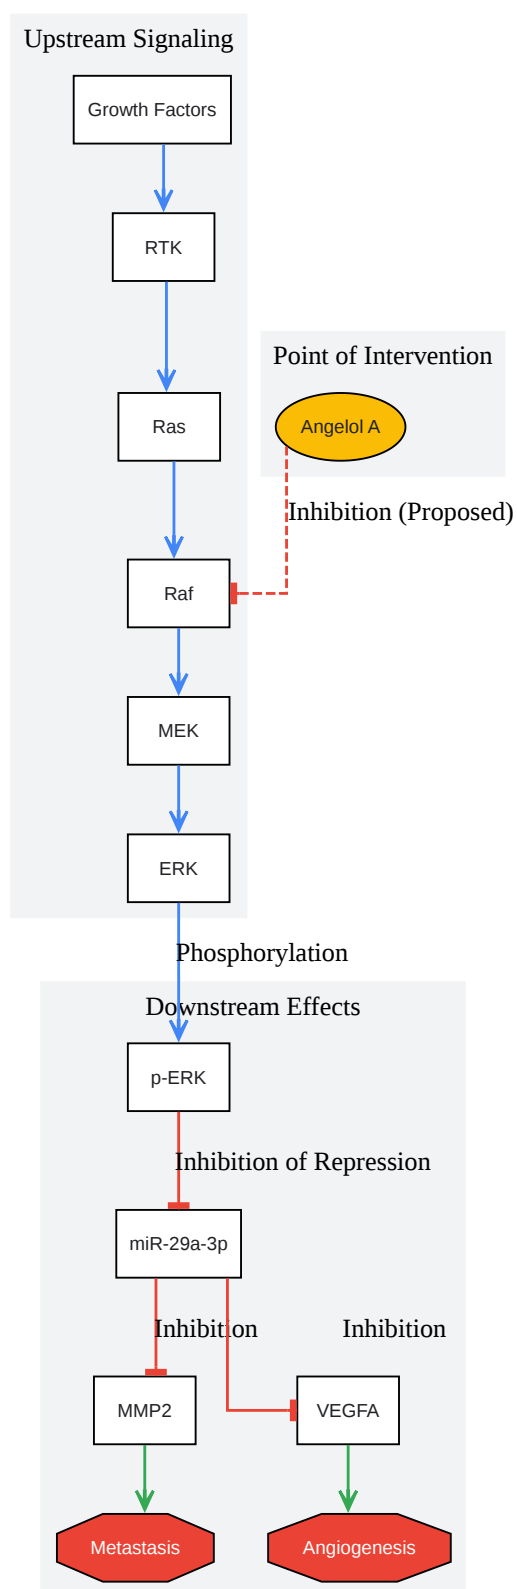 Upstream Signaling
Growth Factors
RTK
Point of Intervention
Ras
Angelol A
Inhibition (Proposed)
Raf
MEK
ERK
Phosphorylation
Downstream Effects
p-ERK
Inhibition of Repression
miR-29a-3p
Inhibition
Inhibition
MMP2
VEGFA
Metastasis
Angiogenesis